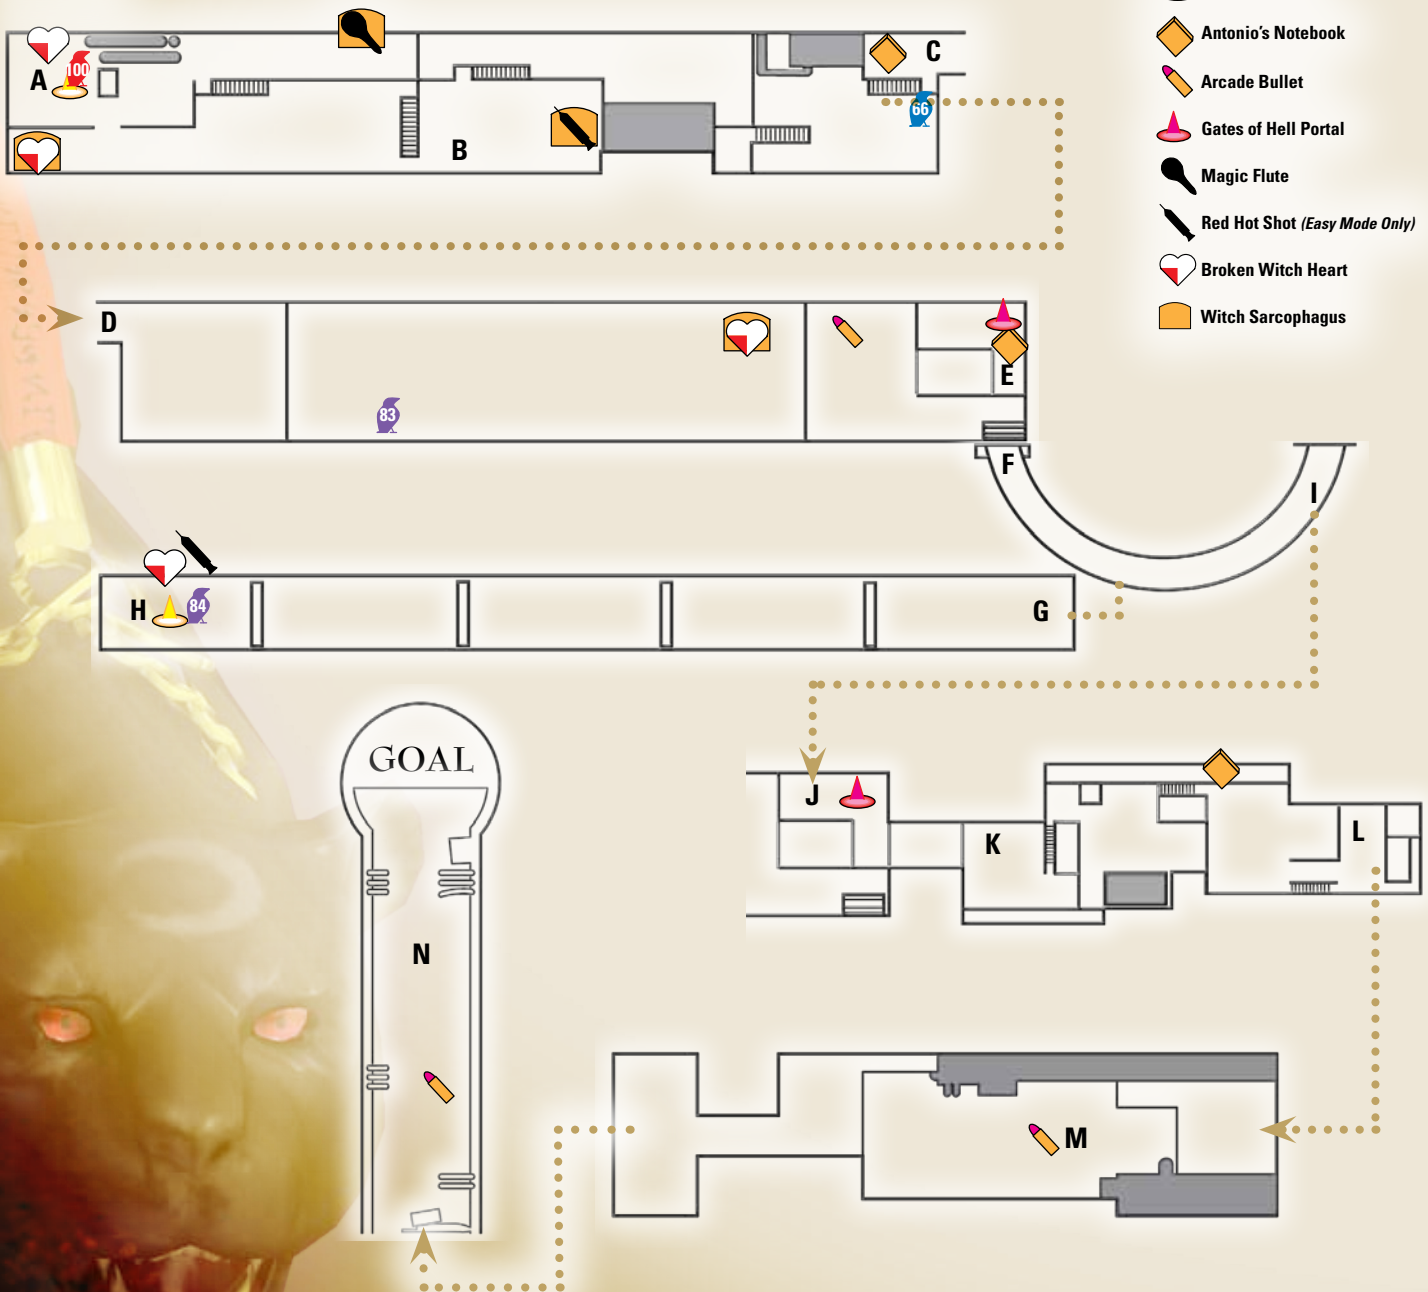 Antonio's Notebook
Arcade Bullet
Gates of Hell Portal
Magic Flute
Red Hot Shot (Easy Mode Only)
Broken Witch Heart
Witch Sarcophagus
A
100
B
C
66
D
83
E
F
I
H
84
G
GOAL
J
K
L
N
M